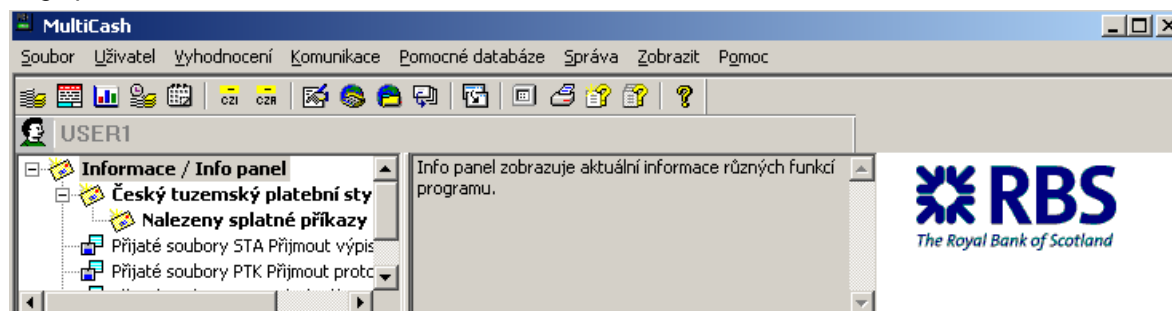 MultiCash
Soubor Uživatel Vyhodnocení Komunikace Pomocné databáze Správa Zobrazit Pomoc
CZI CZA
USER1
Informace / Info panel
Český tuzemský platební sty
Nalezeny splatné příkazy
Přijaté soubory STA Přijmout výpis
Přijaté soubory PTK Přijmout proto
Info panel zobrazuje aktuální informace různých funkcí
programu.
RBS
The Royal Bank of Scotland